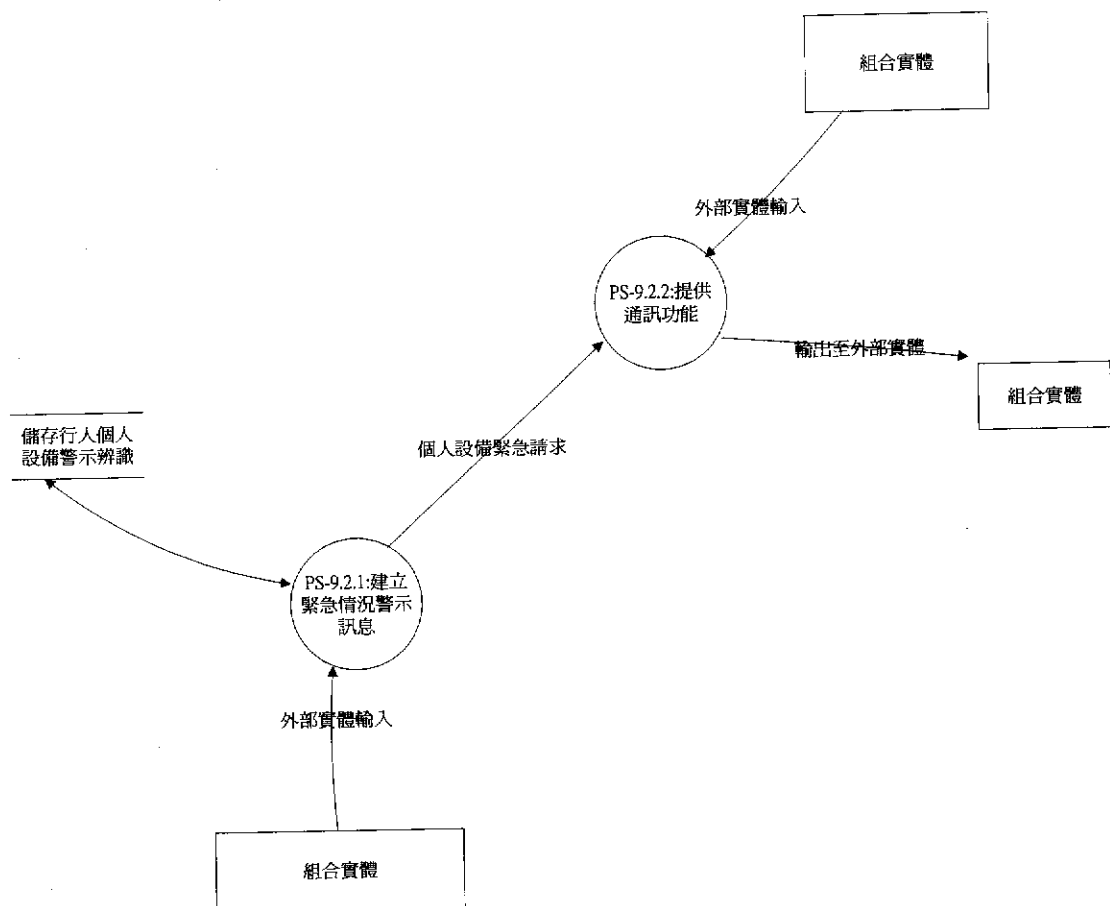 組合實體
外部實體輸入
PS-9.2.2:提供
通訊功能
輸出至外部實體
組合實體
儲存行人個人
設備警示辨識
個人設備緊急請求
PS-9.2.1:建立
緊急情況警示
訊息
外部實體輸入
組合實體